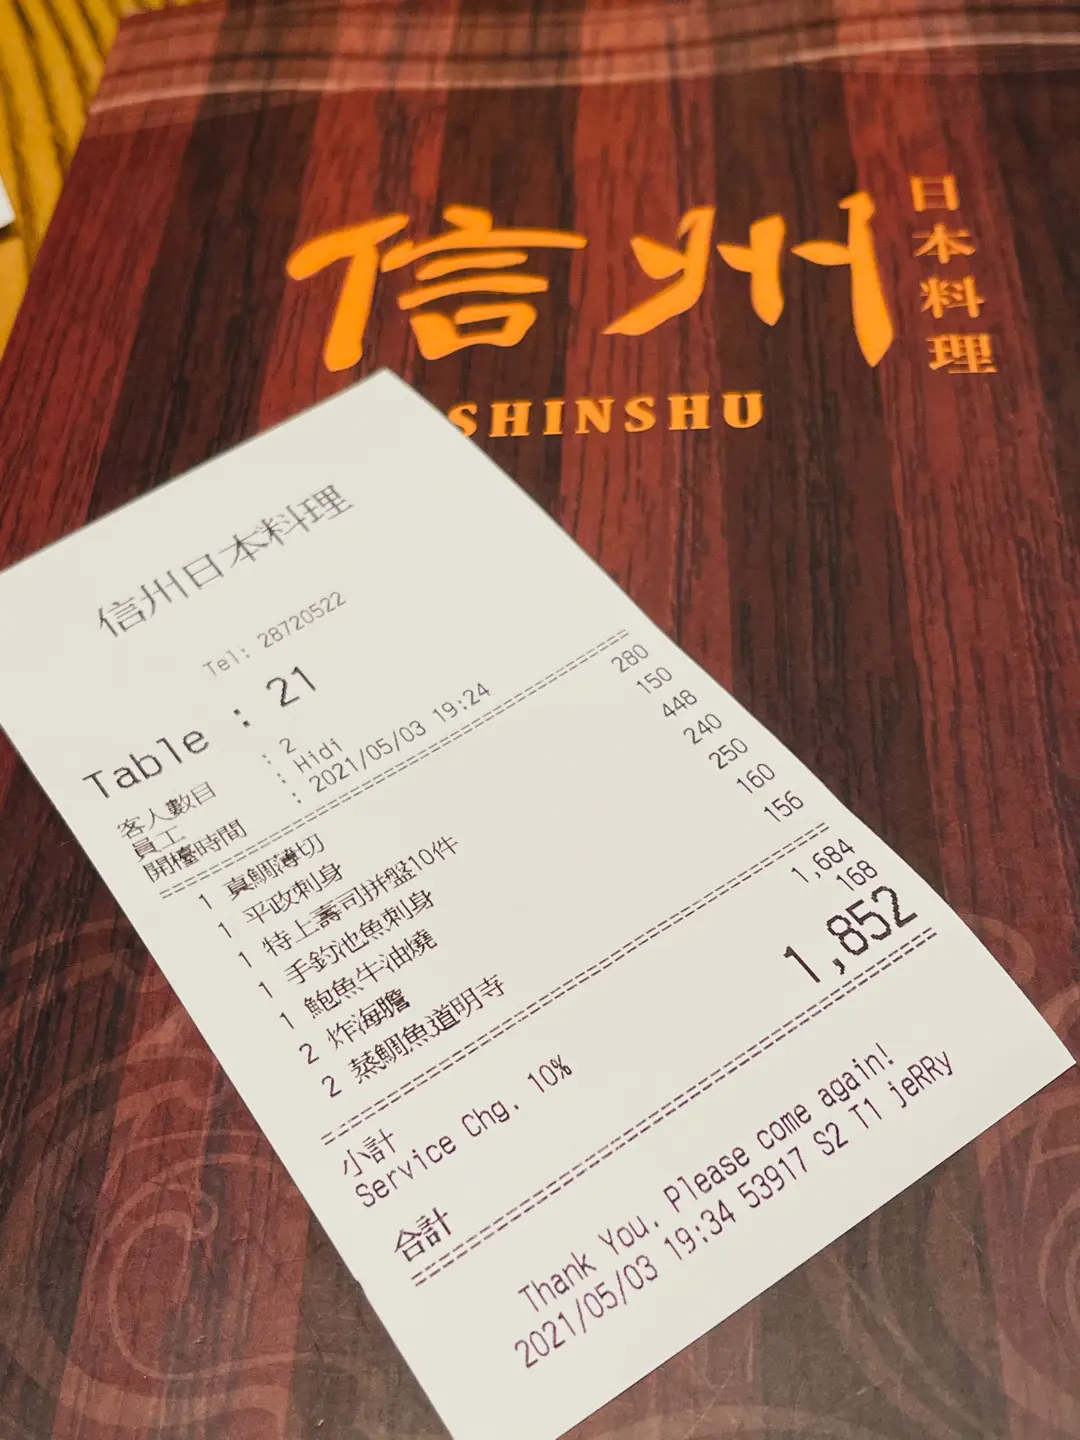 信州
日本料理
SHINSHU
信州日本料理
Tel: 28720522
Table : 21
客人數目 : 2
員工 : Hidi
開檯時間 : 2021/05/03 19:24
1 真鯛薄切 280
1 平政刺身 150
1 特上壽司拼盤10件 448
1 手釣池魚刺身 240
1 鮑魚牛油燒 250
2 炸海膽 160
2 蒸鯛魚道明寺 156
小計 1,684
Service Chg. 10% 168
合計 1,852
Thank You. Please come again!
2021/05/03 19:34 53917 S2 T1 jeRRy